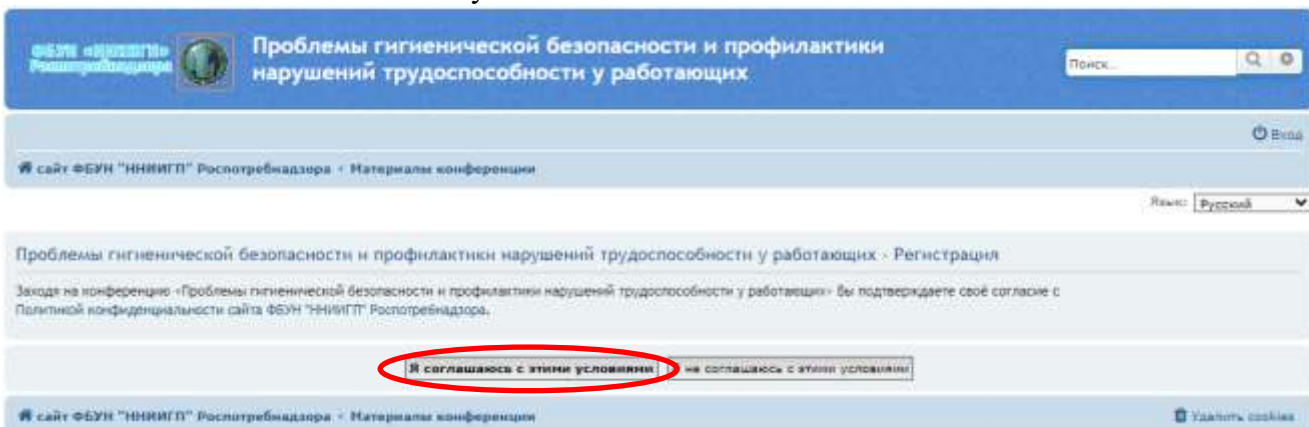 ФБУН «ННИИГП»
Роспотребнадзора
Проблемы гигиенической безопасности и профилактики
нарушений трудоспособности у работающих
Поиск...
Вход
сайт ФБУН "ННИИГП" Роспотребнадзора ‹ Материалы конференции
Язык: Русский
Проблемы гигиенической безопасности и профилактики нарушений трудоспособности у работающих - Регистрация
Заходя на конференцию «Проблемы гигиенической безопасности и профилактики нарушений трудоспособности у работающих» Вы подтверждаете своё согласие с
Политикой конфиденциальности сайта ФБУН "ННИИГП" Роспотребнадзора.
Я соглашаюсь с этими условиями не соглашаюсь с этими условиями
сайт ФБУН "ННИИГП" Роспотребнадзора ‹ Материалы конференции Удалить cookies